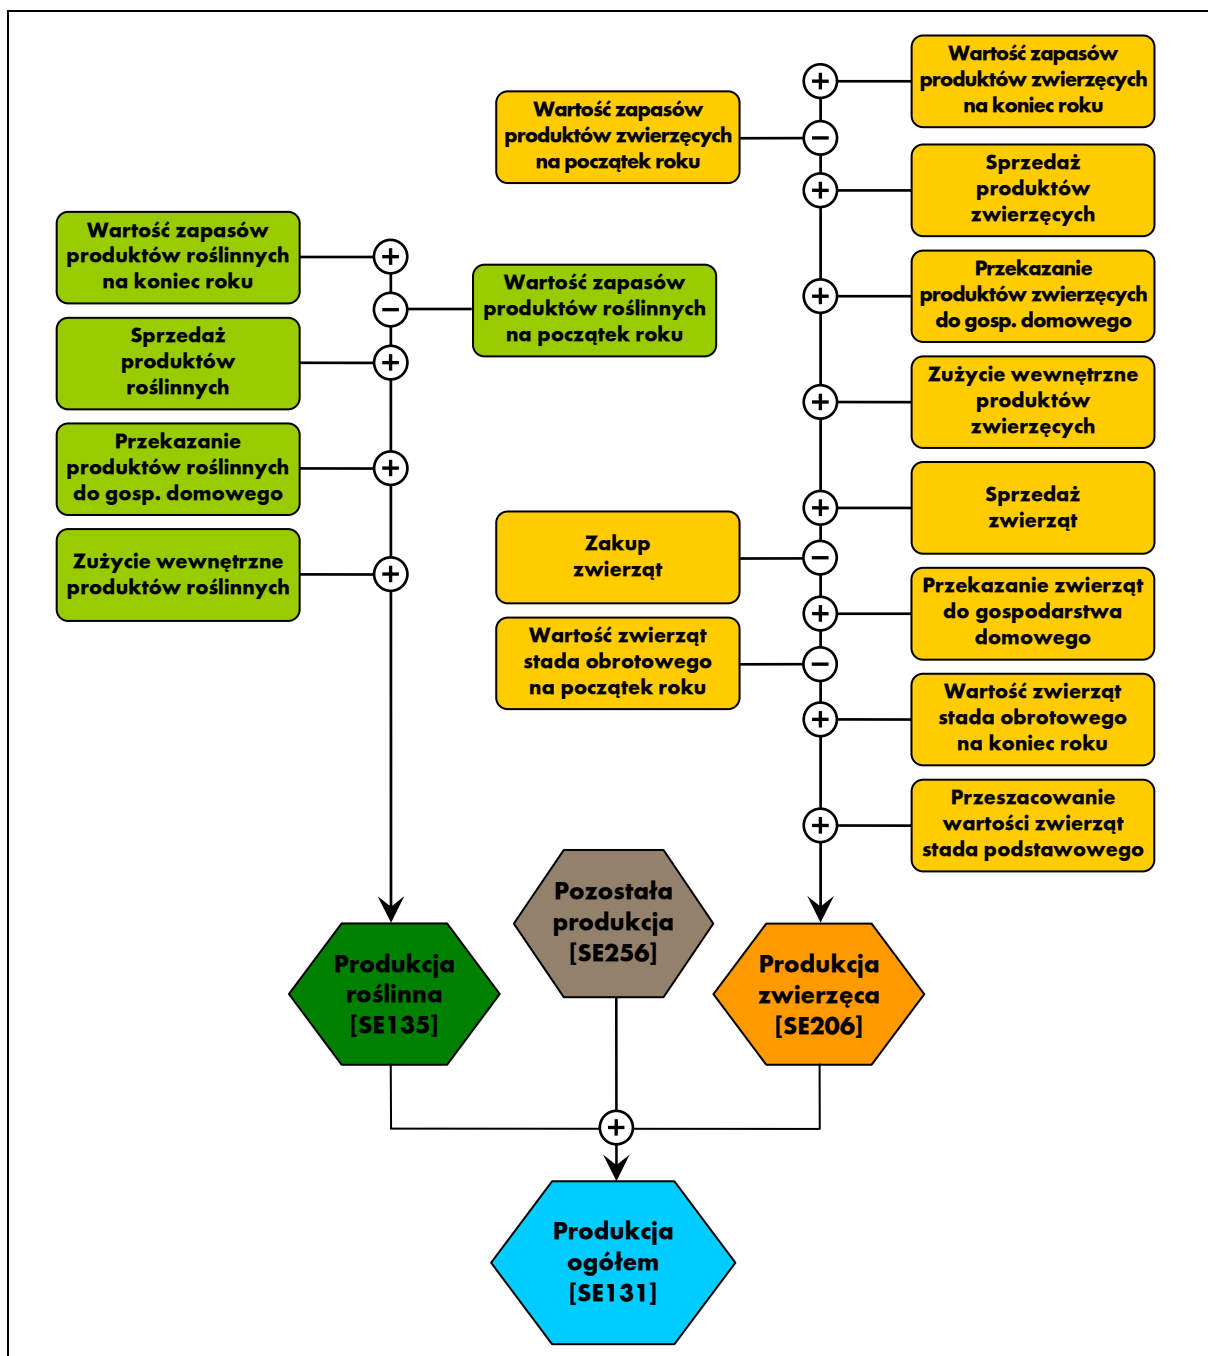 Wartość zapasów
produktów zwierzęcych
na koniec roku
+
Wartość zapasów
produktów zwierzęcych
na początek roku
−
Sprzedaż
produktów
zwierzęcych
+
Przekazanie
produktów zwierzęcych
do gosp. domowego
+
Zużycie wewnętrzne
produktów
zwierzęcych
+
Sprzedaż
zwierząt
+
Zakup
zwierząt
−
Przekazanie zwierząt
do gospodarstwa
domowego
+
Wartość zwierząt
stada obrotowego
na początek roku
−
Wartość zwierząt
stada obrotowego
na koniec roku
+
Przeszacowanie
wartości zwierząt
stada podstawowego
+
Wartość zapasów
produktów roślinnych
na koniec roku
+
Wartość zapasów
produktów roślinnych
na początek roku
−
Sprzedaż
produktów
roślinnych
+
Przekazanie
produktów roślinnych
do gosp. domowego
+
Zużycie wewnętrzne
produktów roślinnych
+
Produkcja
roślinna
[SE135]
Pozostała
produkcja
[SE256]
Produkcja
zwierzęca
[SE206]
+
Produkcja
ogółem
[SE131]